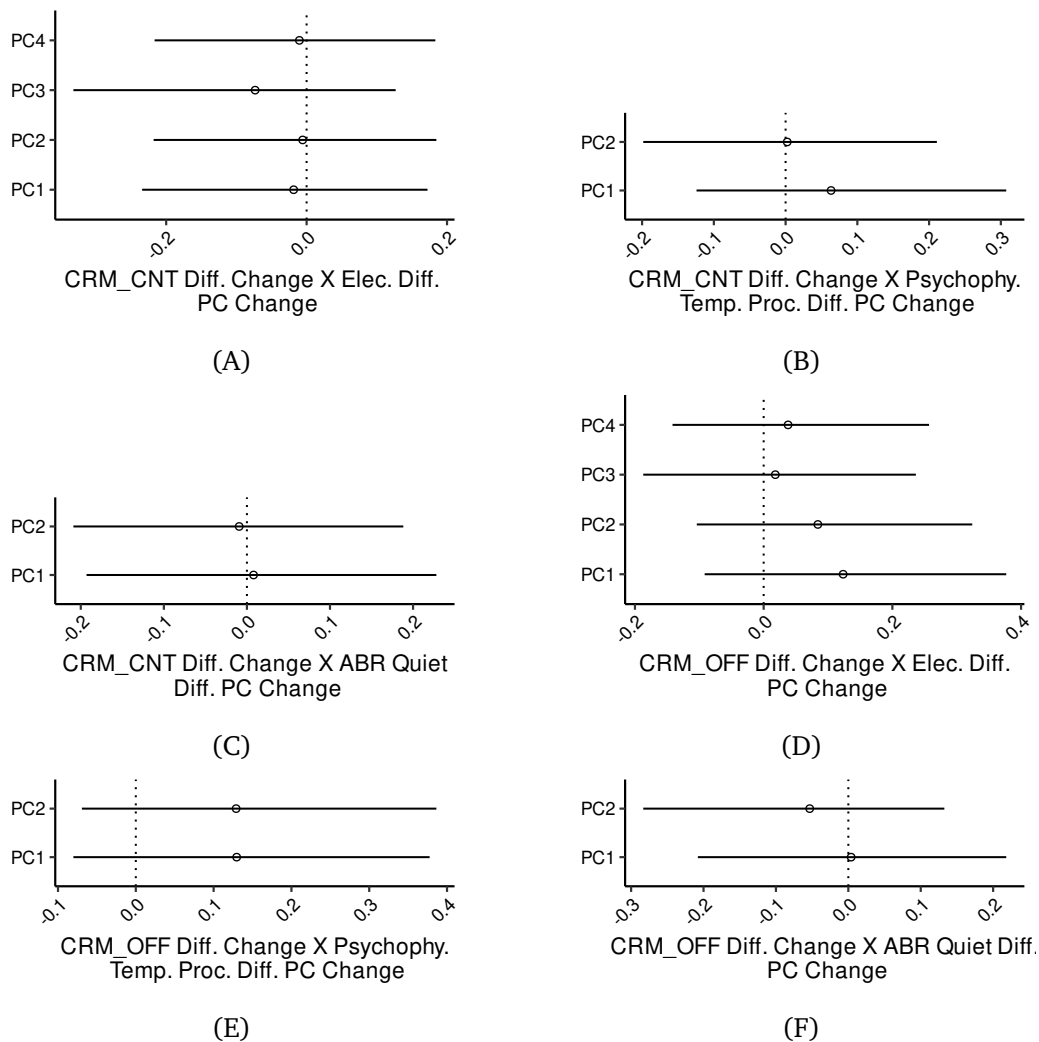 PC4
PC3
PC2
PC1
-0.2
0.0
0.2
CRM_CNT Diff. Change X Elec. Diff.
PC Change
(A)
PC2
PC1
-0.2
-0.1
0.0
0.1
0.2
0.3
CRM_CNT Diff. Change X Psychophy.
Temp. Proc. Diff. PC Change
(B)
PC2
PC1
-0.2
-0.1
0.0
0.1
0.2
CRM_CNT Diff. Change X ABR Quiet
Diff. PC Change
(C)
PC4
PC3
PC2
PC1
-0.2
0.0
0.2
0.4
CRM_OFF Diff. Change X Elec. Diff.
PC Change
(D)
PC2
PC1
-0.1
0.0
0.1
0.2
0.3
0.4
CRM_OFF Diff. Change X Psychophy.
Temp. Proc. Diff. PC Change
(E)
PC2
PC1
-0.3
-0.2
-0.1
0.0
0.1
0.2
CRM_OFF Diff. Change X ABR Quiet Diff.
PC Change
(F)